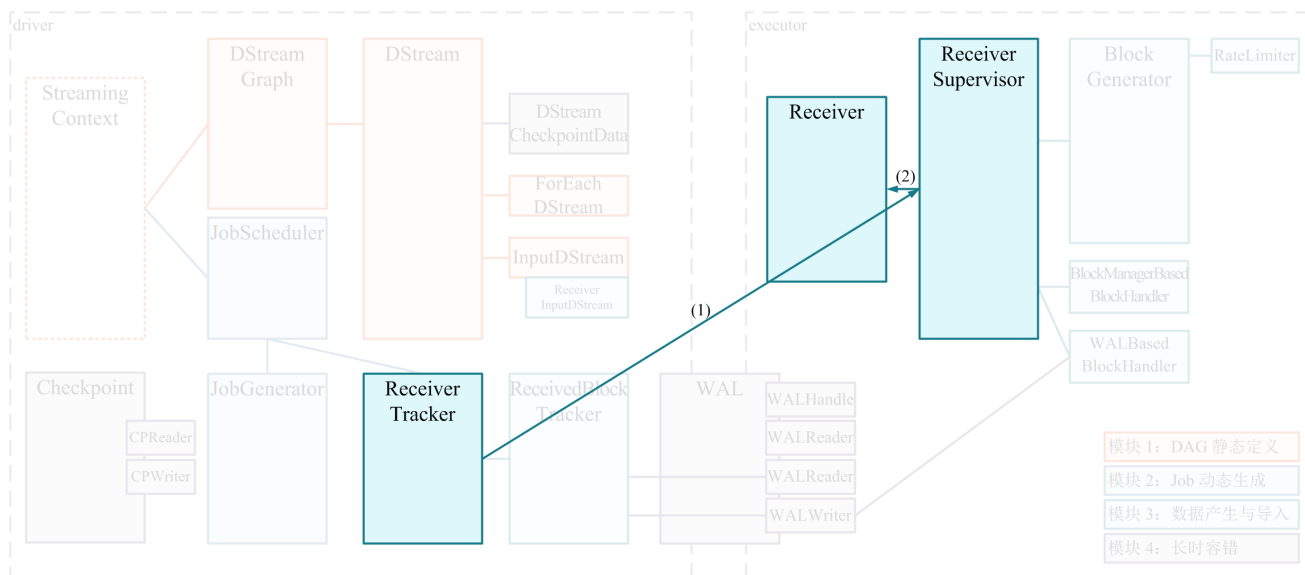 driver
executor
Streaming
Context
DStream
Graph
DStream
DStream
CheckpointData
ForEach
DStream
InputDStream
Receiver
InputDStream
JobScheduler
Checkpoint
CPReader
CPWriter
JobGenerator
Receiver
Tracker
ReceivedBlock
Tracker
WAL
WALHandle
WALReader
WALReader
WALWriter
(1)
(2)
Receiver
Receiver
Supervisor
Block
Generator
RateLimiter
BlockManagerBased
BlockHandler
WALBased
BlockHandler
模块 1：DAG 静态定义
模块 2：Job 动态生成
模块 3：数据产生与导入
模块 4：长时容错